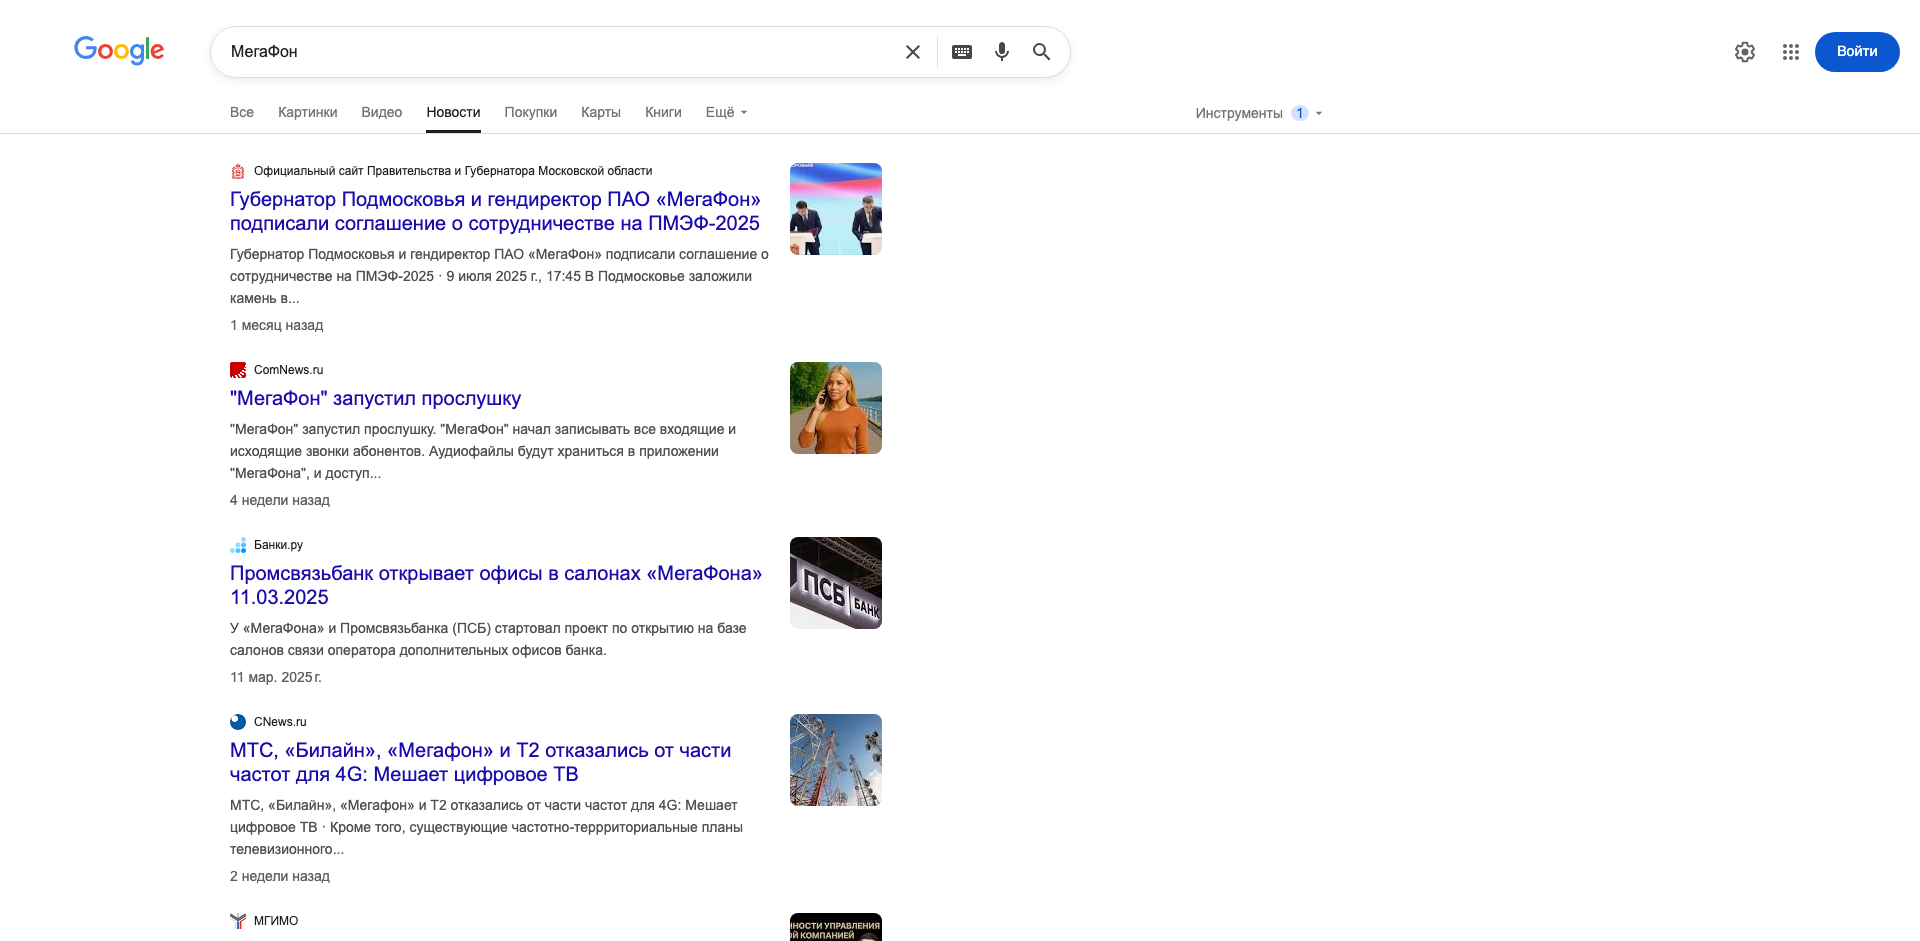 Google
МегаФон
Войти
Все
Картинки
Видео
Новости
Покупки
Карты
Книги
Ещё
Инструменты 1
Официальный сайт Правительства и Губернатора Московской области
Губернатор Подмосковья и гендиректор ПАО «МегаФон»
подписали соглашение о сотрудничестве на ПМЭФ-2025
Губернатор Подмосковья и гендиректор ПАО «МегаФон» подписали соглашение о
сотрудничестве на ПМЭФ-2025 · 9 июля 2025 г., 17:45 В Подмосковье заложили
камень в...
1 месяц назад
ComNews.ru
"МегаФон" запустил прослушку
"МегаФон" запустил прослушку. "МегаФон" начал записывать все входящие и
исходящие звонки абонентов. Аудиофайлы будут храниться в приложении
"МегаФона", и доступ...
4 недели назад
Банки.ру
Промсвязьбанк открывает офисы в салонах «МегаФона»
11.03.2025
У «МегаФона» и Промсвязьбанка (ПСБ) стартовал проект по открытию на базе
салонов связи оператора дополнительных офисов банка.
11 мар. 2025 г.
ПСБ БАНК
CNews.ru
МТС, «Билайн», «Мегафон» и Т2 отказались от части
частот для 4G: Мешает цифровое ТВ
МТС, «Билайн», «Мегафон» и Т2 отказались от части частот для 4G: Мешает
цифровое ТВ · Кроме того, существующие частотно-террриториальные планы
телевизионного...
2 недели назад
МГИМО
ННОСТИ УПРАВЛЕНИЯ
ОЙ КОМПАНИЕЙ